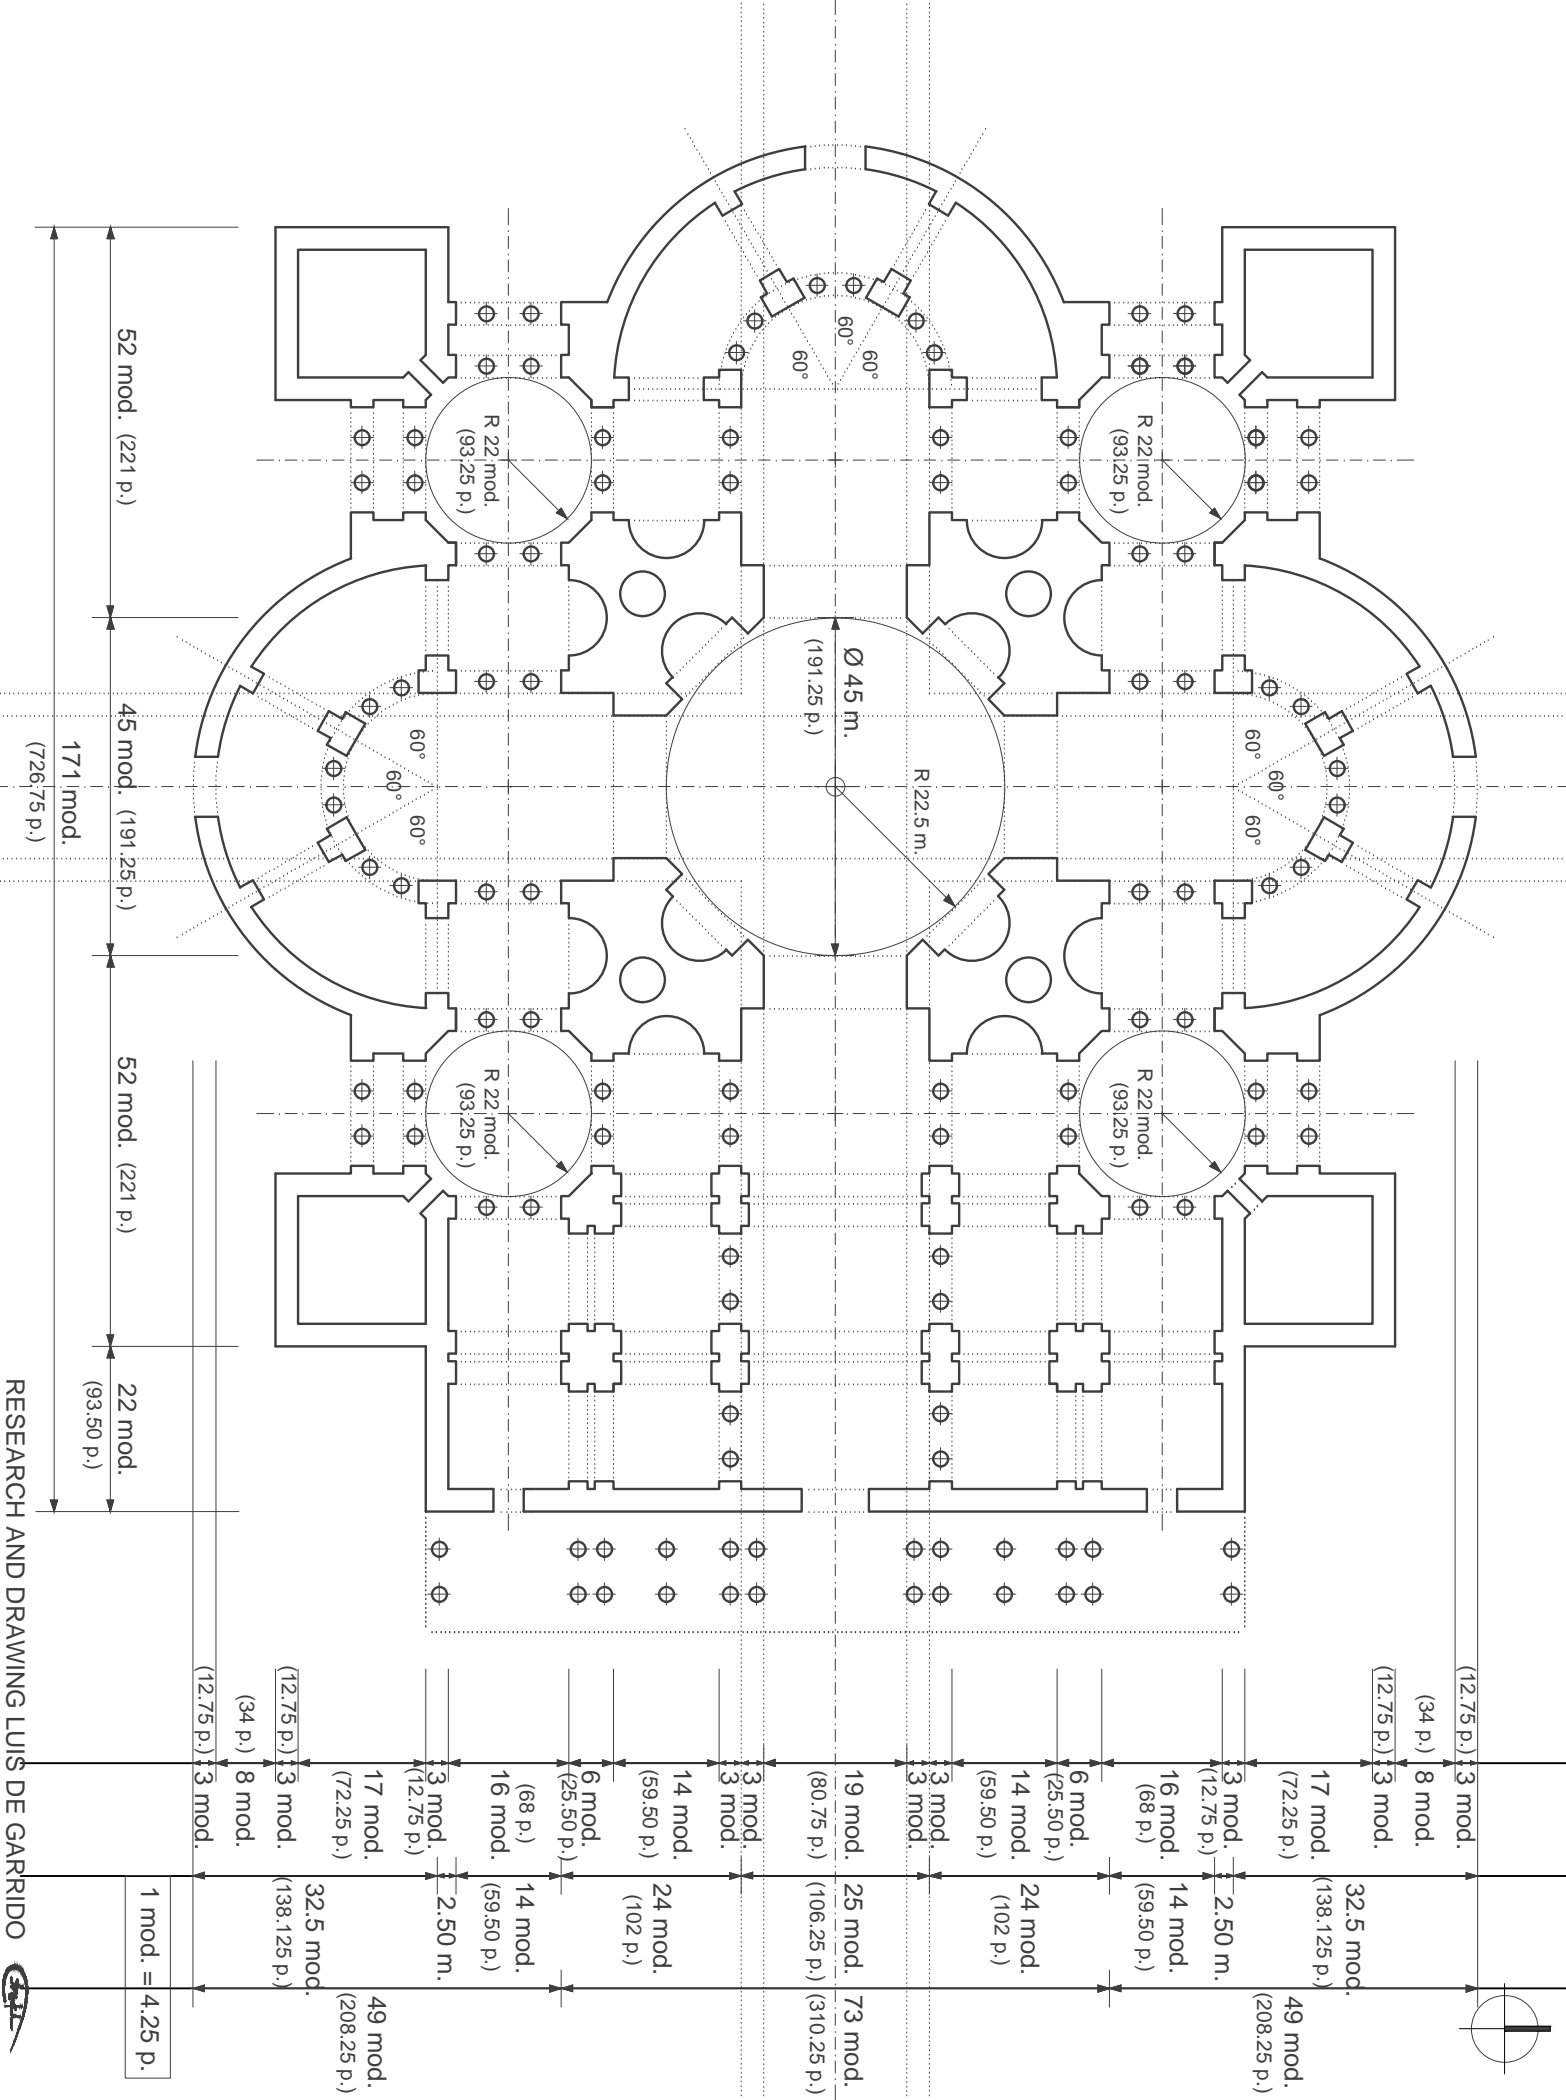 60°
60°
60°
R 22 mod.
(93.25 p.)
R 22 mod.
(93.25 p.)
52 mod. (221 p.)
Ø 45 m.
(191.25 p.)
R 22.5 m.
60°
60°
60°
60°
60°
60°
45 mod. (191.25 p.)
171 mod.
(726.75 p.)
R 22 mod.
(93.25 p.)
R 22 mod.
(93.25 p.)
52 mod. (221 p.)
22 mod.
(93.50 p.)
(12.75 p.)
3 mod.
(34 p.)
8 mod.
(12.75 p.)
3 mod.
17 mod.
(72.25 p.)
3 mod.
(12.75 p.)
16 mod.
(68 p.)
6 mod.
(25.50 p.)
14 mod.
(59.50 p.)
3 mod.
3 mod.
19 mod.
(80.75 p.)
3 mod.
3 mod.
14 mod.
(59.50 p.)
6 mod.
(25.50 p.)
16 mod.
(68 p.)
3 mod.
(12.75 p.)
17 mod.
(72.25 p.)
(12.75 p.)
3 mod.
(34 p.)
8 mod.
(12.75 p.)
3 mod.
32.5 mod.
(138.125 p.)
2.50 m.
14 mod.
(59.50 p.)
24 mod.
(102 p.)
25 mod.
(106.25 p.)
24 mod.
(102 p.)
14 mod.
(59.50 p.)
2.50 m.
32.5 mod.
(138.125 p.)
49 mod.
(208.25 p.)
73 mod.
(310.25 p.)
49 mod.
(208.25 p.)
1 mod. = 4.25 p.
RESEARCH AND DRAWING LUIS DE GARRIDO